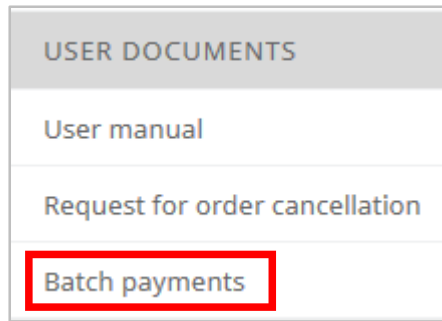 USER DOCUMENTS
User manual
Request for order cancellation
Batch payments